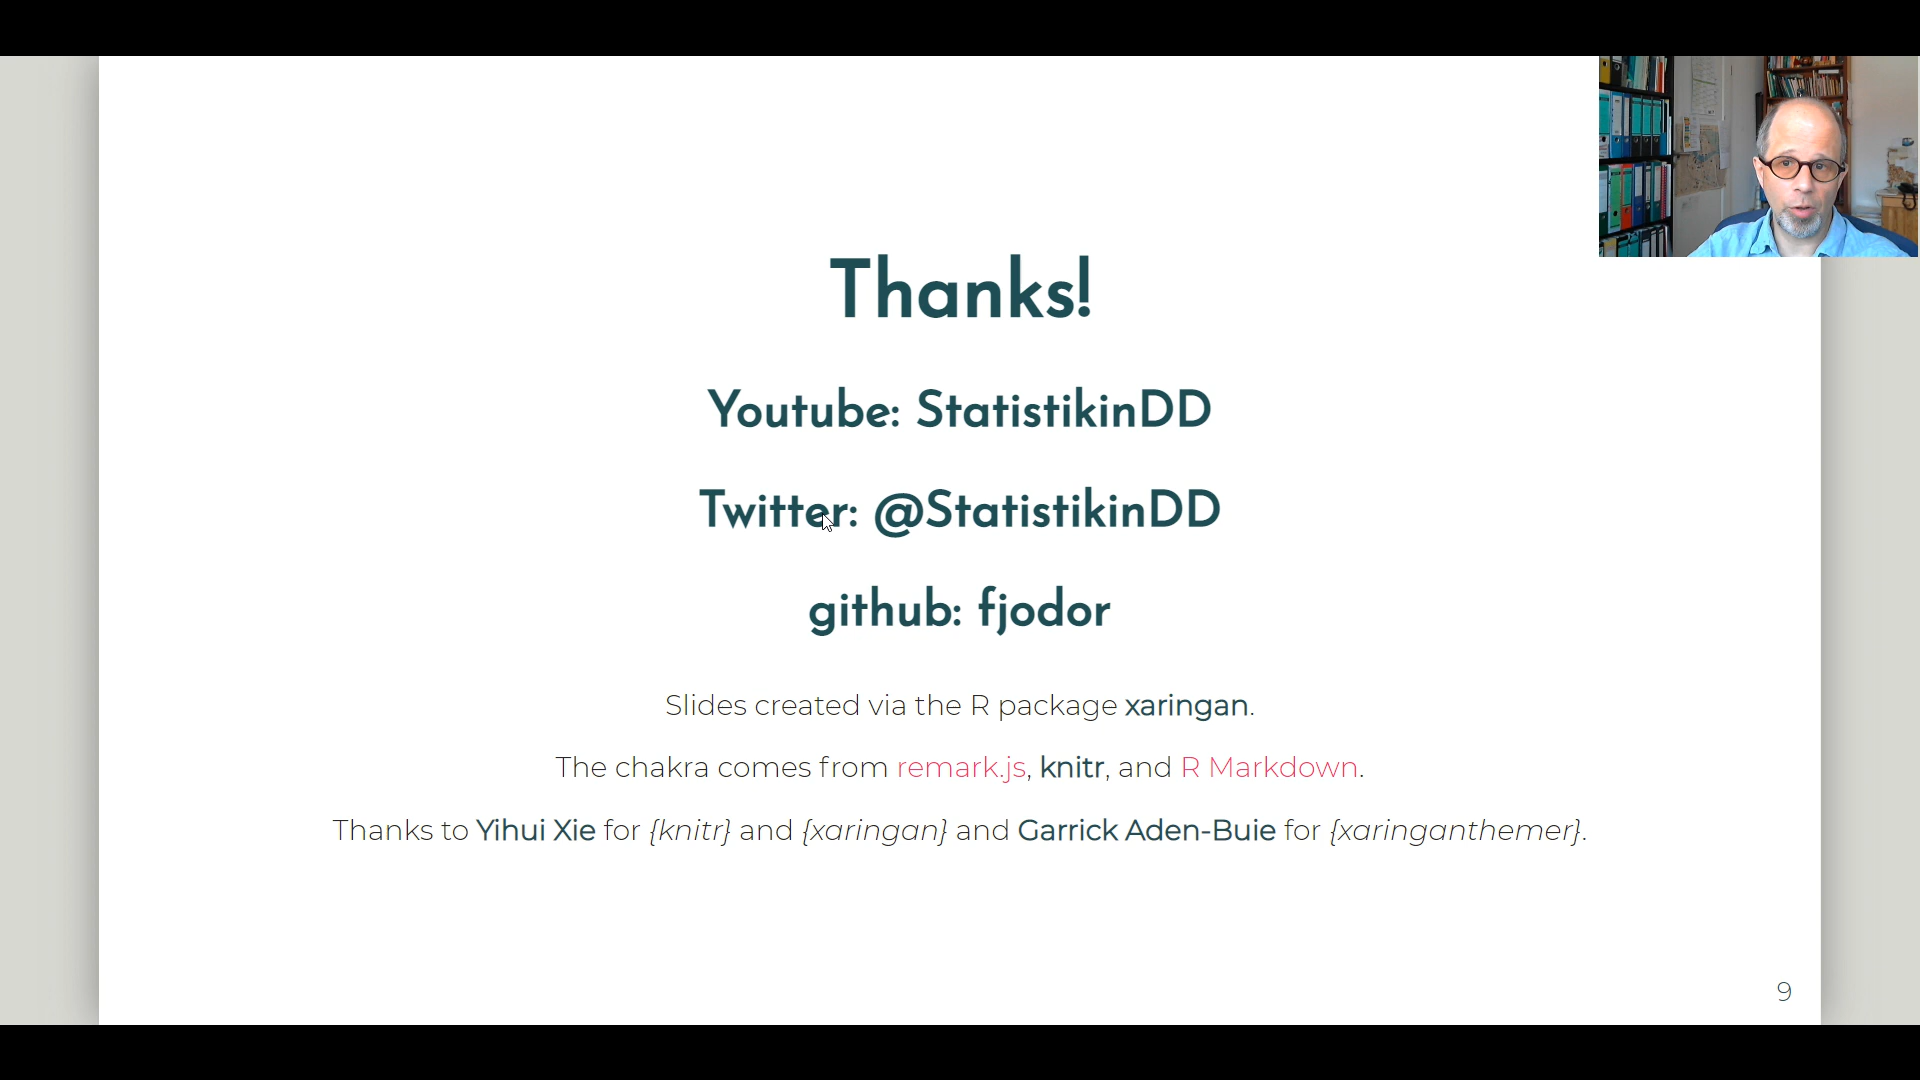 Thanks!
Youtube: StatistikinDD
Twitter: @StatistikinDD
github: fjodor
Slides created via the R package xaringan.
The chakra comes from remark.js, knitr, and R Markdown.
Thanks to Yihui Xie for {knitr} and {xaringan} and Garrick Aden-Buie for {xaringanthemer}.
9